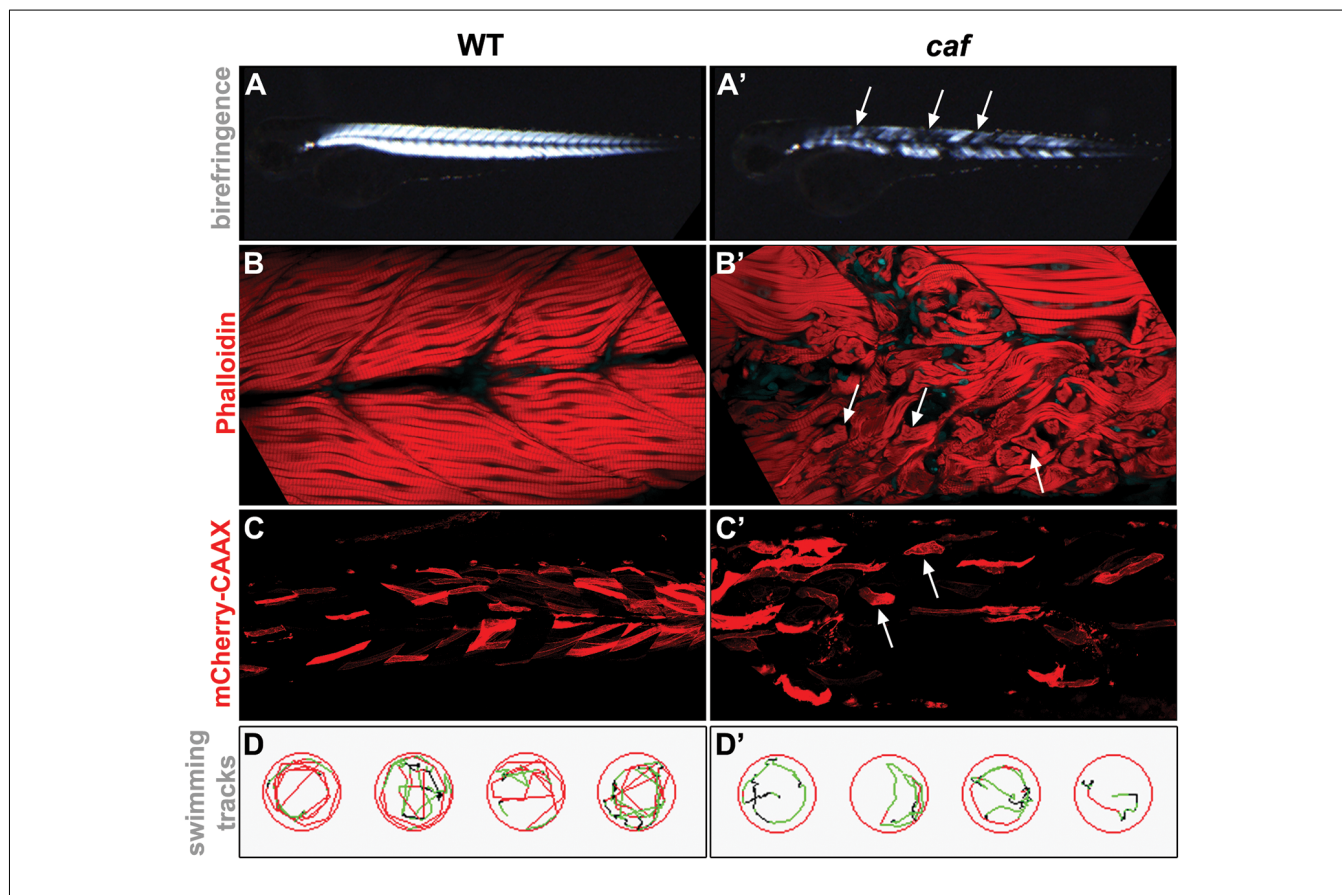 WT
caf
birefringence
A
A'
Phalloidin
B
B'
mCherry-CAAX
C
C'
swimming
tracks
D
D'